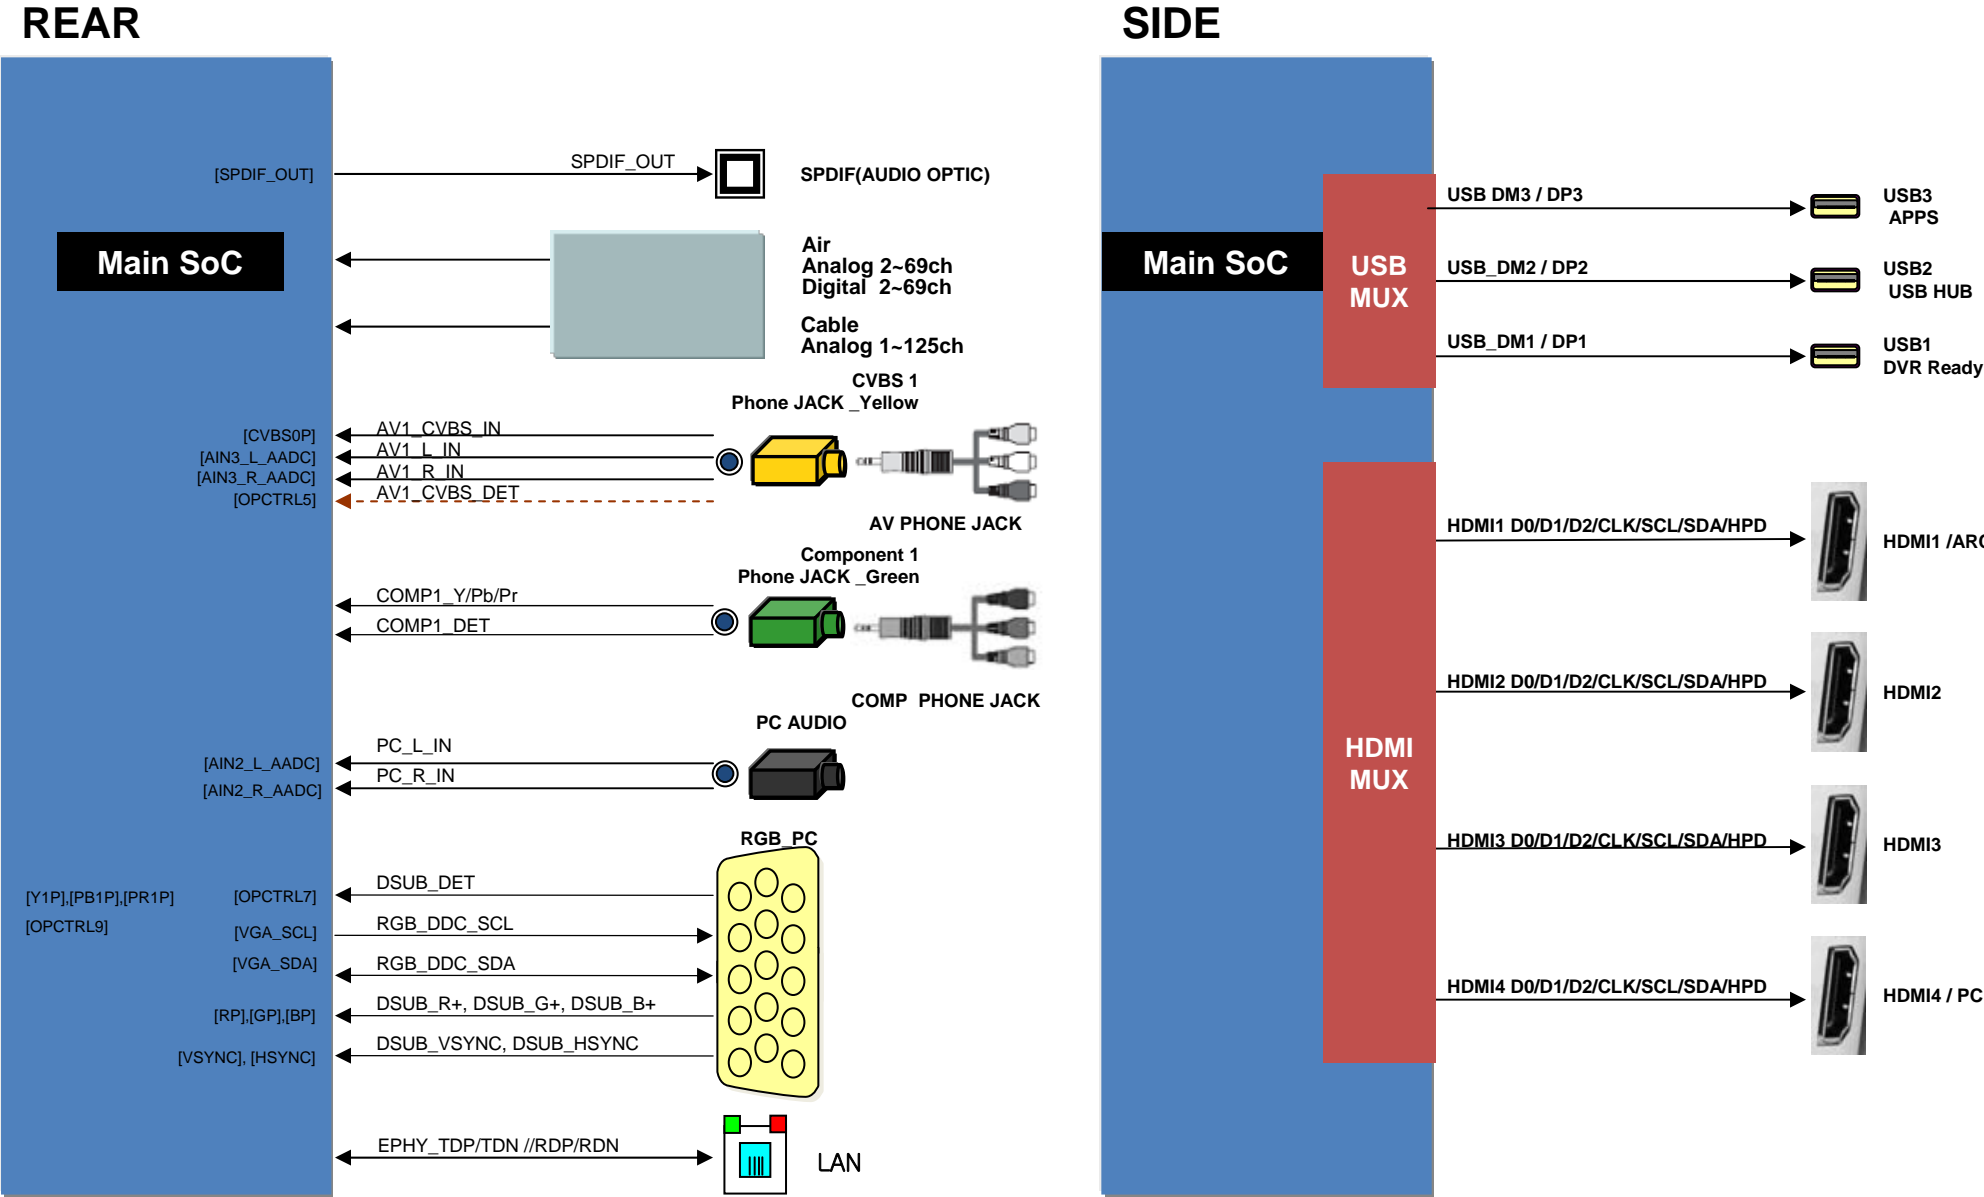 REAR
[SPDIF_OUT]
SPDIF_OUT
SPDIF(AUDIO OPTIC)
Main SoC
Air
Analog 2~69ch
Digital 2~69ch
Cable
Analog 1~125ch
CVBS 1
Phone JACK _Yellow
[CVBS0P]
AV1_CVBS_IN
[AIN3_L_AADC]
AV1_L_IN
[AIN3_R_AADC]
AV1_R_IN
[OPCTRL5]
AV1_CVBS_DET
AV PHONE JACK
Component 1
Phone JACK _Green
COMP1_Y/Pb/Pr
COMP1_DET
COMP PHONE JACK
PC AUDIO
[AIN2_L_AADC]
PC_L_IN
[AIN2_R_AADC]
PC_R_IN
RGB_PC
[Y1P],[PB1P],[PR1P]
[OPCTRL9]
[OPCTRL7]
DSUB_DET
[VGA_SCL]
RGB_DDC_SCL
[VGA_SDA]
RGB_DDC_SDA
[RP],[GP],[BP]
DSUB_R+, DSUB_G+, DSUB_B+
[VSYNC], [HSYNC]
DSUB_VSYNC, DSUB_HSYNC
EPHY_TDP/TDN //RDP/RDN
LAN
SIDE
Main SoC
USB
MUX
USB DM3 / DP3
USB3
APPS
USB_DM2 / DP2
USB2
USB HUB
USB_DM1 / DP1
USB1
DVR Ready
HDMI
MUX
HDMI1 D0/D1/D2/CLK/SCL/SDA/HPD
HDMI1 /ARC
HDMI2 D0/D1/D2/CLK/SCL/SDA/HPD
HDMI2
HDMI3 D0/D1/D2/CLK/SCL/SDA/HPD
HDMI3
HDMI4 D0/D1/D2/CLK/SCL/SDA/HPD
HDMI4 / PC